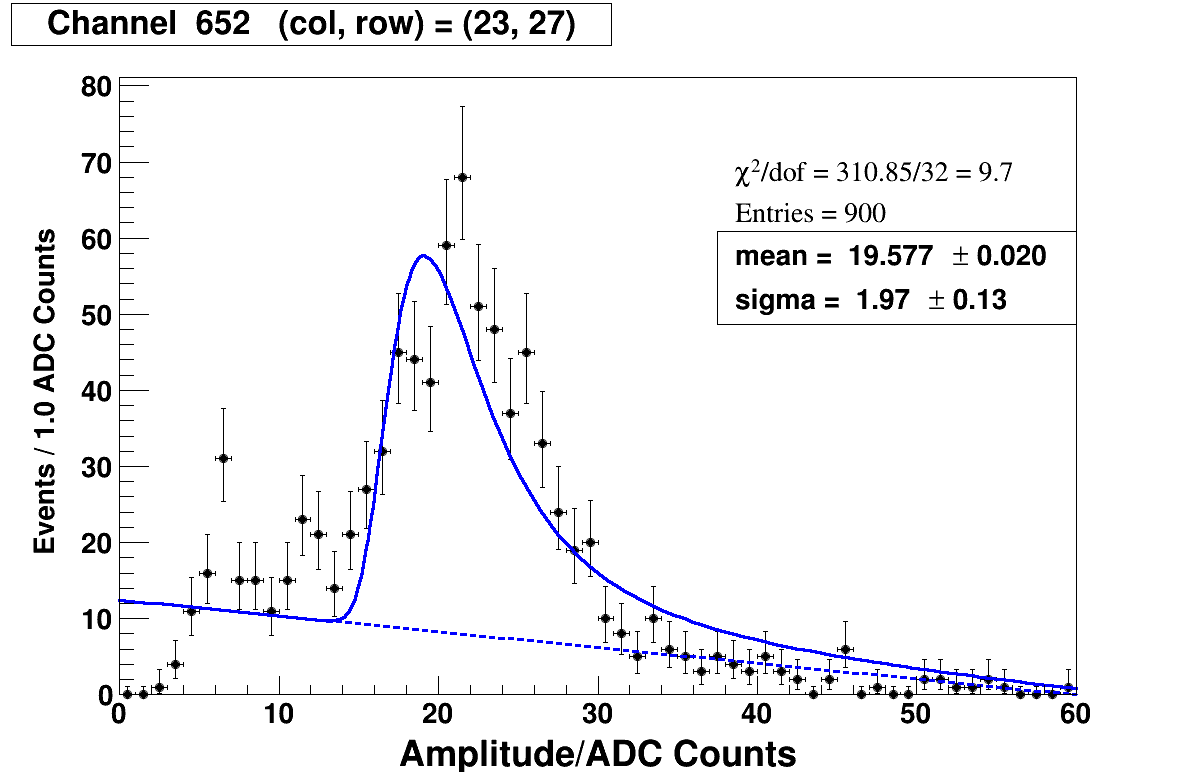 Channel 652 (col, row) = (23, 27)
χ²/dof = 310.85/32 = 9.7
Entries = 900
mean = 19.577 ± 0.020
sigma = 1.97 ± 0.13
Events / 1.0 ADC Counts
80
70
60
50
40
30
20
10
0
0 10 20 30 40 50 60
Amplitude/ADC Counts